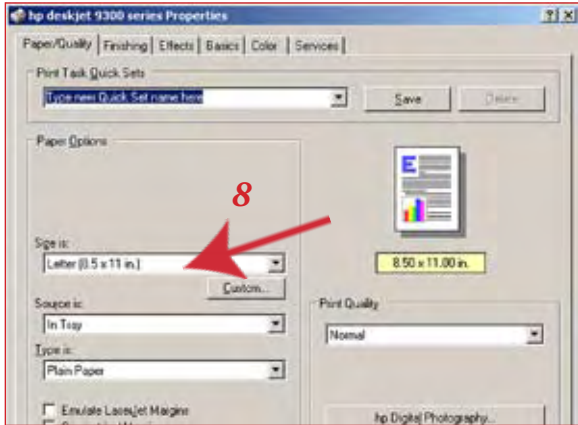 hp deskjet 9300 series Properties
Paper/Quality Finishing Effects Basics Color Services
Print Task Quick Sets
Type new Quick Set name here
Save
Delete
Paper Options
E
8
Size is:
Letter (8.5 x 11 in.)
8.50 x 11.00 in.
Custom...
Source is:
Print Quality
In Tray
Normal
Type is:
Plain Paper
Emulate LaserJet Margins
hp Digital Photography...